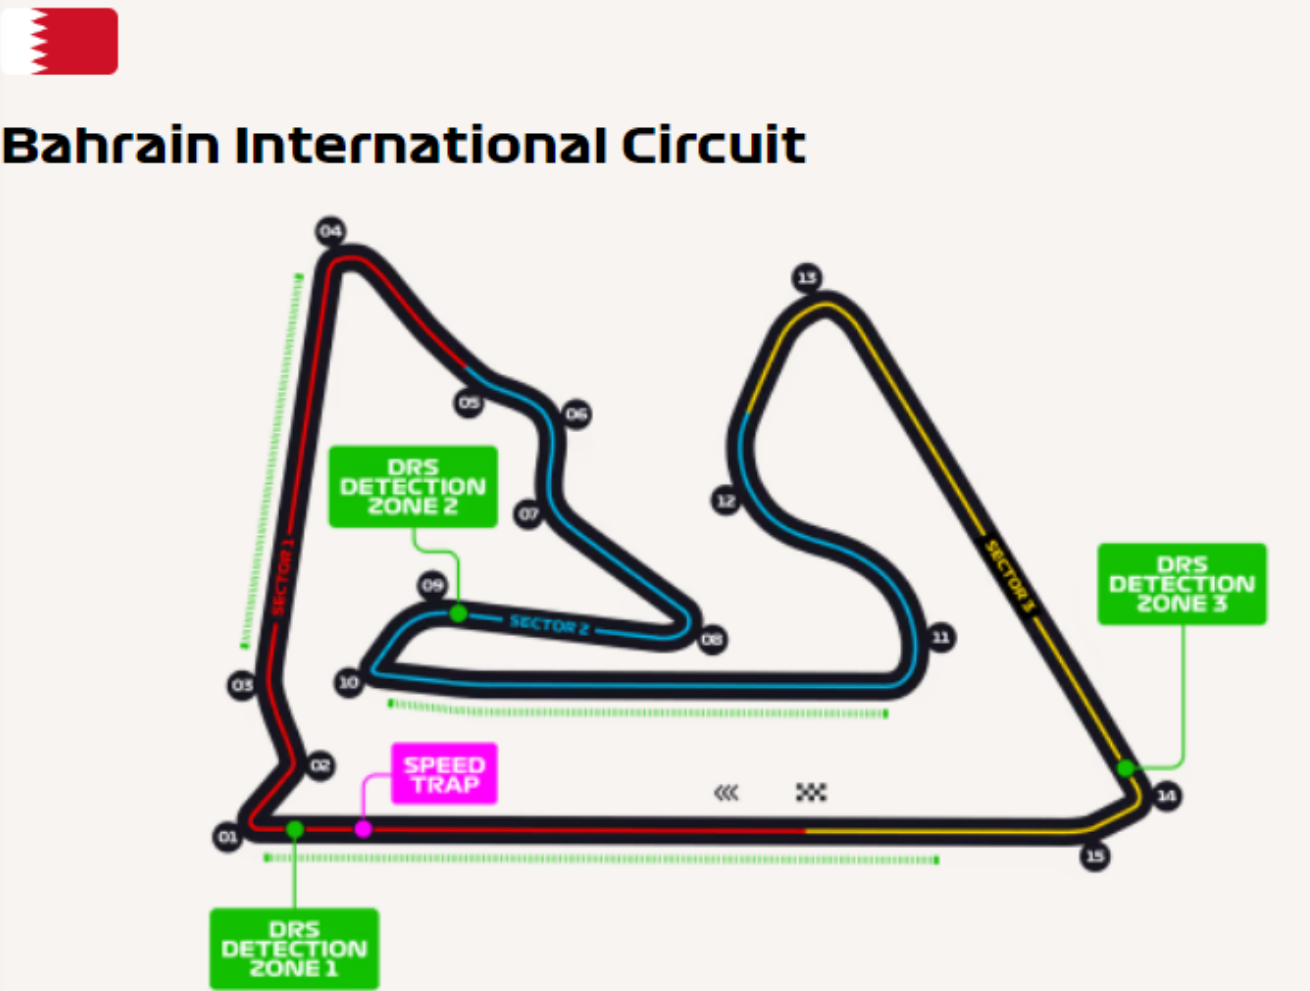 Bahrain International Circuit
04
13
05
06
DRS
DETECTION
ZONE 2
12
07
SECTOR 1
SECTOR 3
DRS
DETECTION
ZONE 3
09
SECTOR 2
08
11
03
10
02
SPEED
TRAP
14
01
15
DRS
DETECTION
ZONE 1